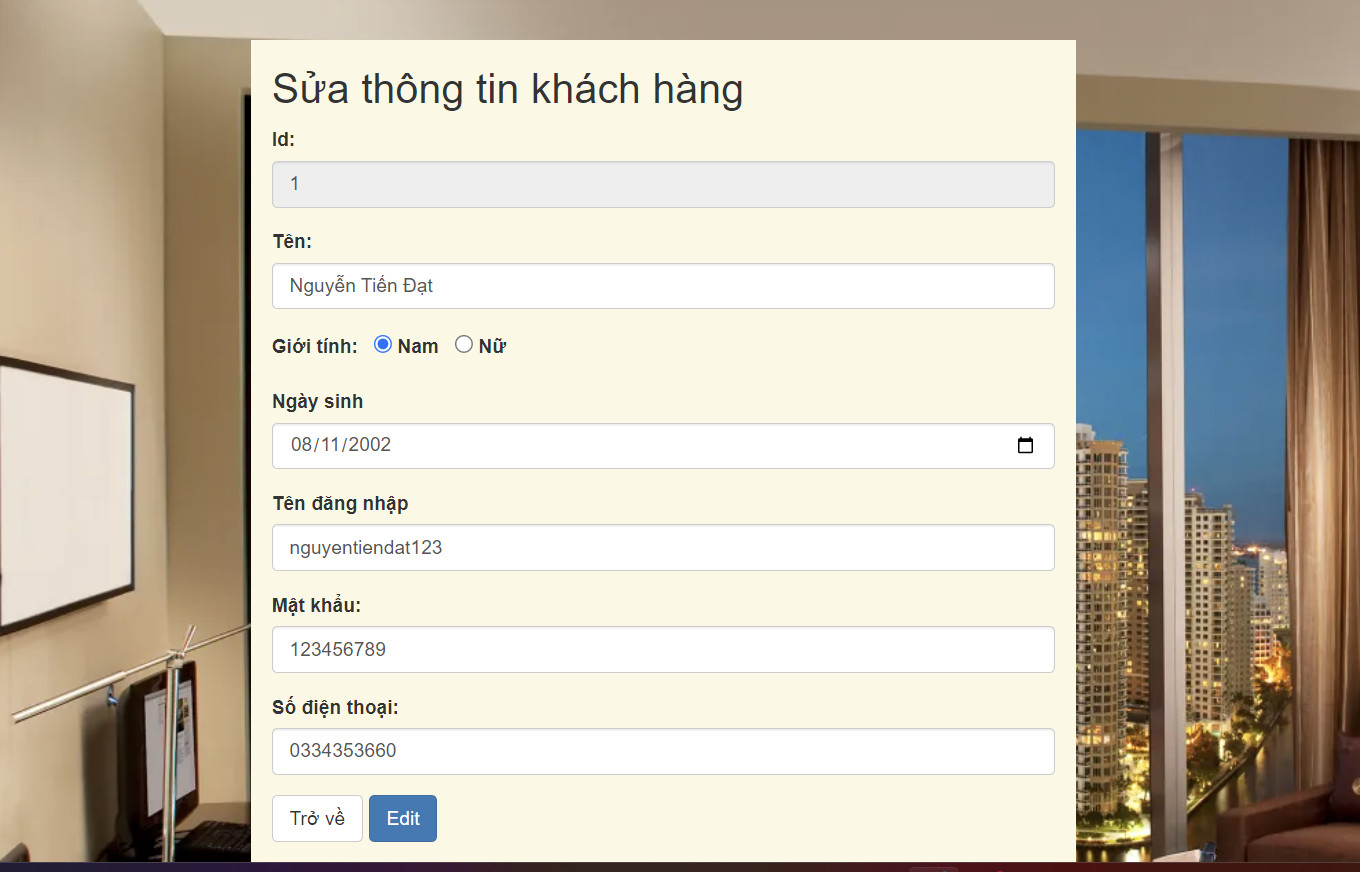 Sửa thông tin khách hàng
Id:
1
Tên:
Nguyễn Tiến Đạt
Giới tính: Nam Nữ
Ngày sinh
08/11/2002
Tên đăng nhập
nguyentiendat123
Mật khẩu:
123456789
Số điện thoại:
0334353660
Trở về Edit